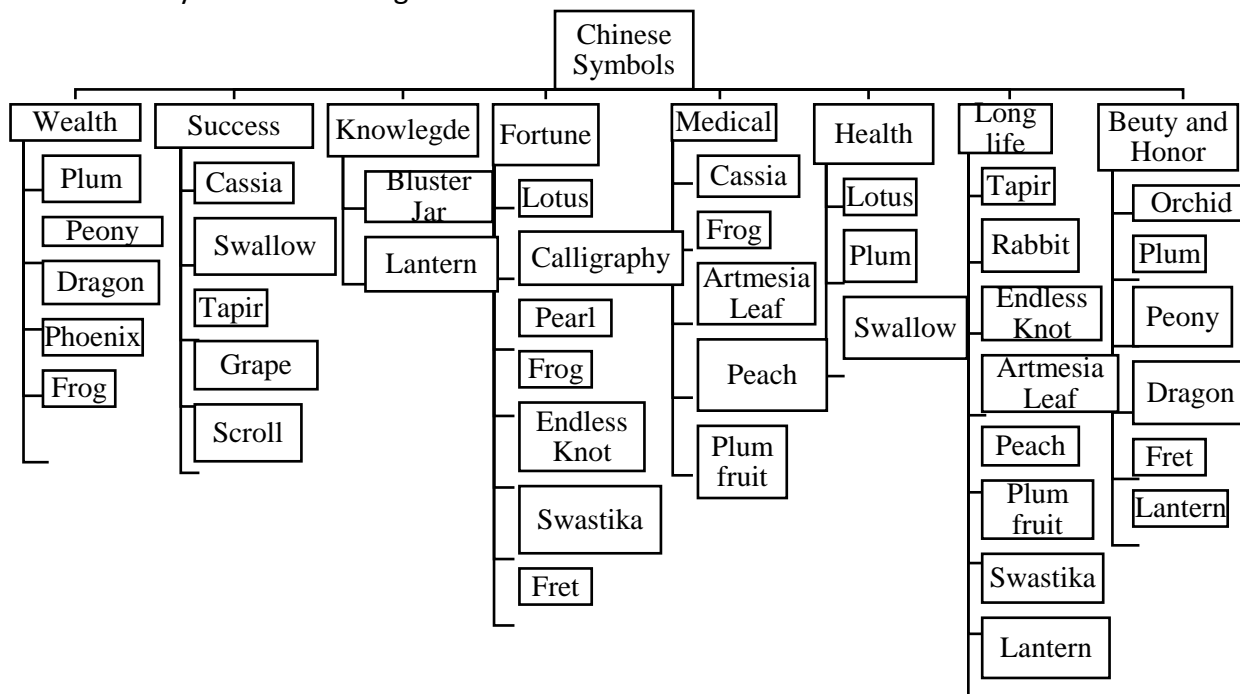 Chinese
Symbols
Wealth
Plum
Peony
Dragon
Phoenix
Frog
Success
Cassia
Swallow
Tapir
Grape
Scroll
Knowlegde
Bluster
Jar
Lantern
Fortune
Lotus
Calligraphy
Pearl
Frog
Endless
Knot
Swastika
Fret
Medical
Cassia
Frog
Artmesia
Leaf
Peach
Plum
fruit
Health
Lotus
Plum
Swallow
Long
life
Tapir
Rabbit
Endless
Knot
Artmesia
Leaf
Peach
Plum
fruit
Swastika
Lantern
Beuty and
Honor
Orchid
Plum
Peony
Dragon
Fret
Lantern